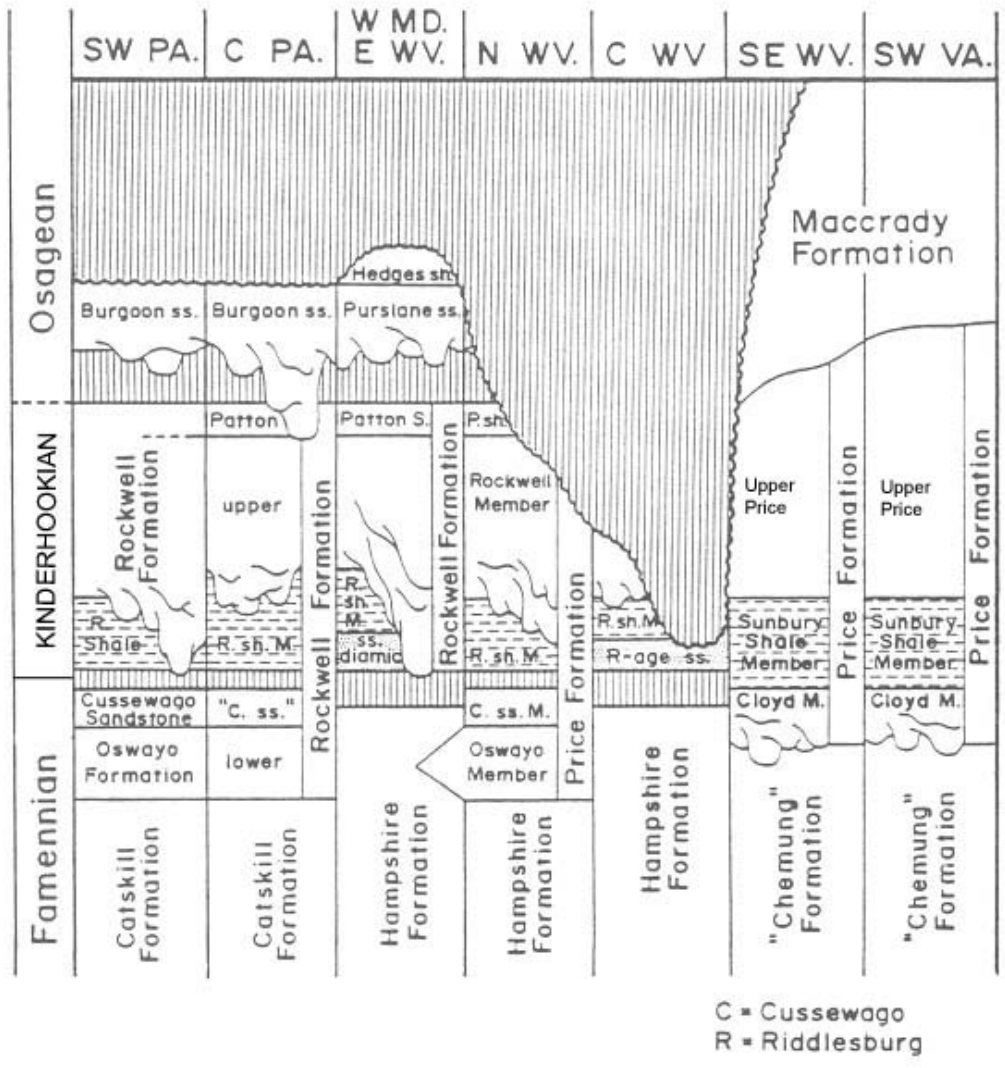 SW PA.
C PA.
W MD.
E WV.
N WV.
C WV
SE WV.
SW VA.
Osagean
KINDERHOOKIAN
Famennian
Burgoon ss.
Rockwell
Formation
R.
Shale
Cussewago
Sandstone
Oswayo
Formation
Catskill
Formation
Burgoon ss.
Patton
upper
R. sh. M.
"C. ss."
lower
Rockwell Formation
Catskill
Formation
Hedges sh.
Purslane ss.
Patton S.
R.
sh.
M.
ss.
diamic
Rockwell Formation
Hampshire
Formation
P. sh.
Rockwell
Member
R. sh. M.
C. ss. M.
Oswayo
Member
Price Formation
Hampshire
Formation
R. sh. M.
R-age ss.
Hampshire
Formation
Maccrady
Formation
Upper
Price
Sunbury
Shale
Member
Cloyd M.
Price Formation
"Chemung"
Formation
Upper
Price
Sunbury
Shale
Member
Cloyd M.
Price Formation
"Chemung"
Formation
C = Cussewago
R = Riddlesburg